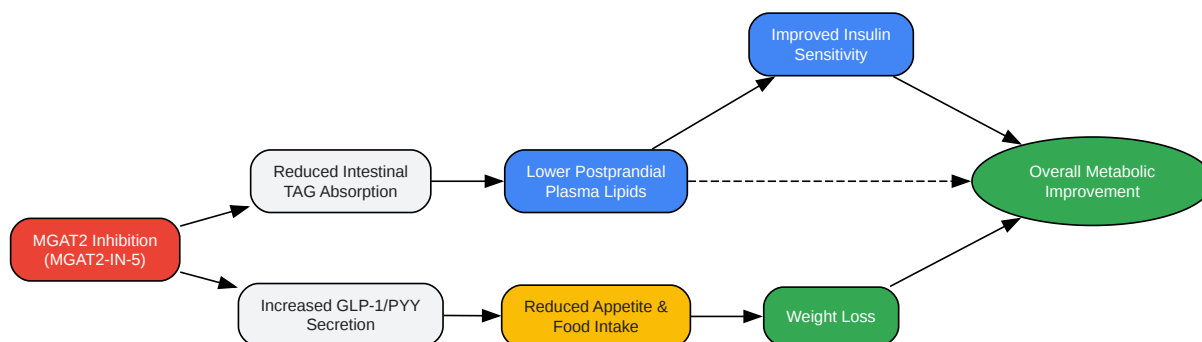 Improved Insulin
Sensitivity
Reduced Intestinal
TAG Absorption
Lower Postprandial
Plasma Lipids
Overall Metabolic
Improvement
MGAT2 Inhibition
(MGAT2-IN-5)
Increased GLP-1/PYY
Secretion
Reduced Appetite &
Food Intake
Weight Loss